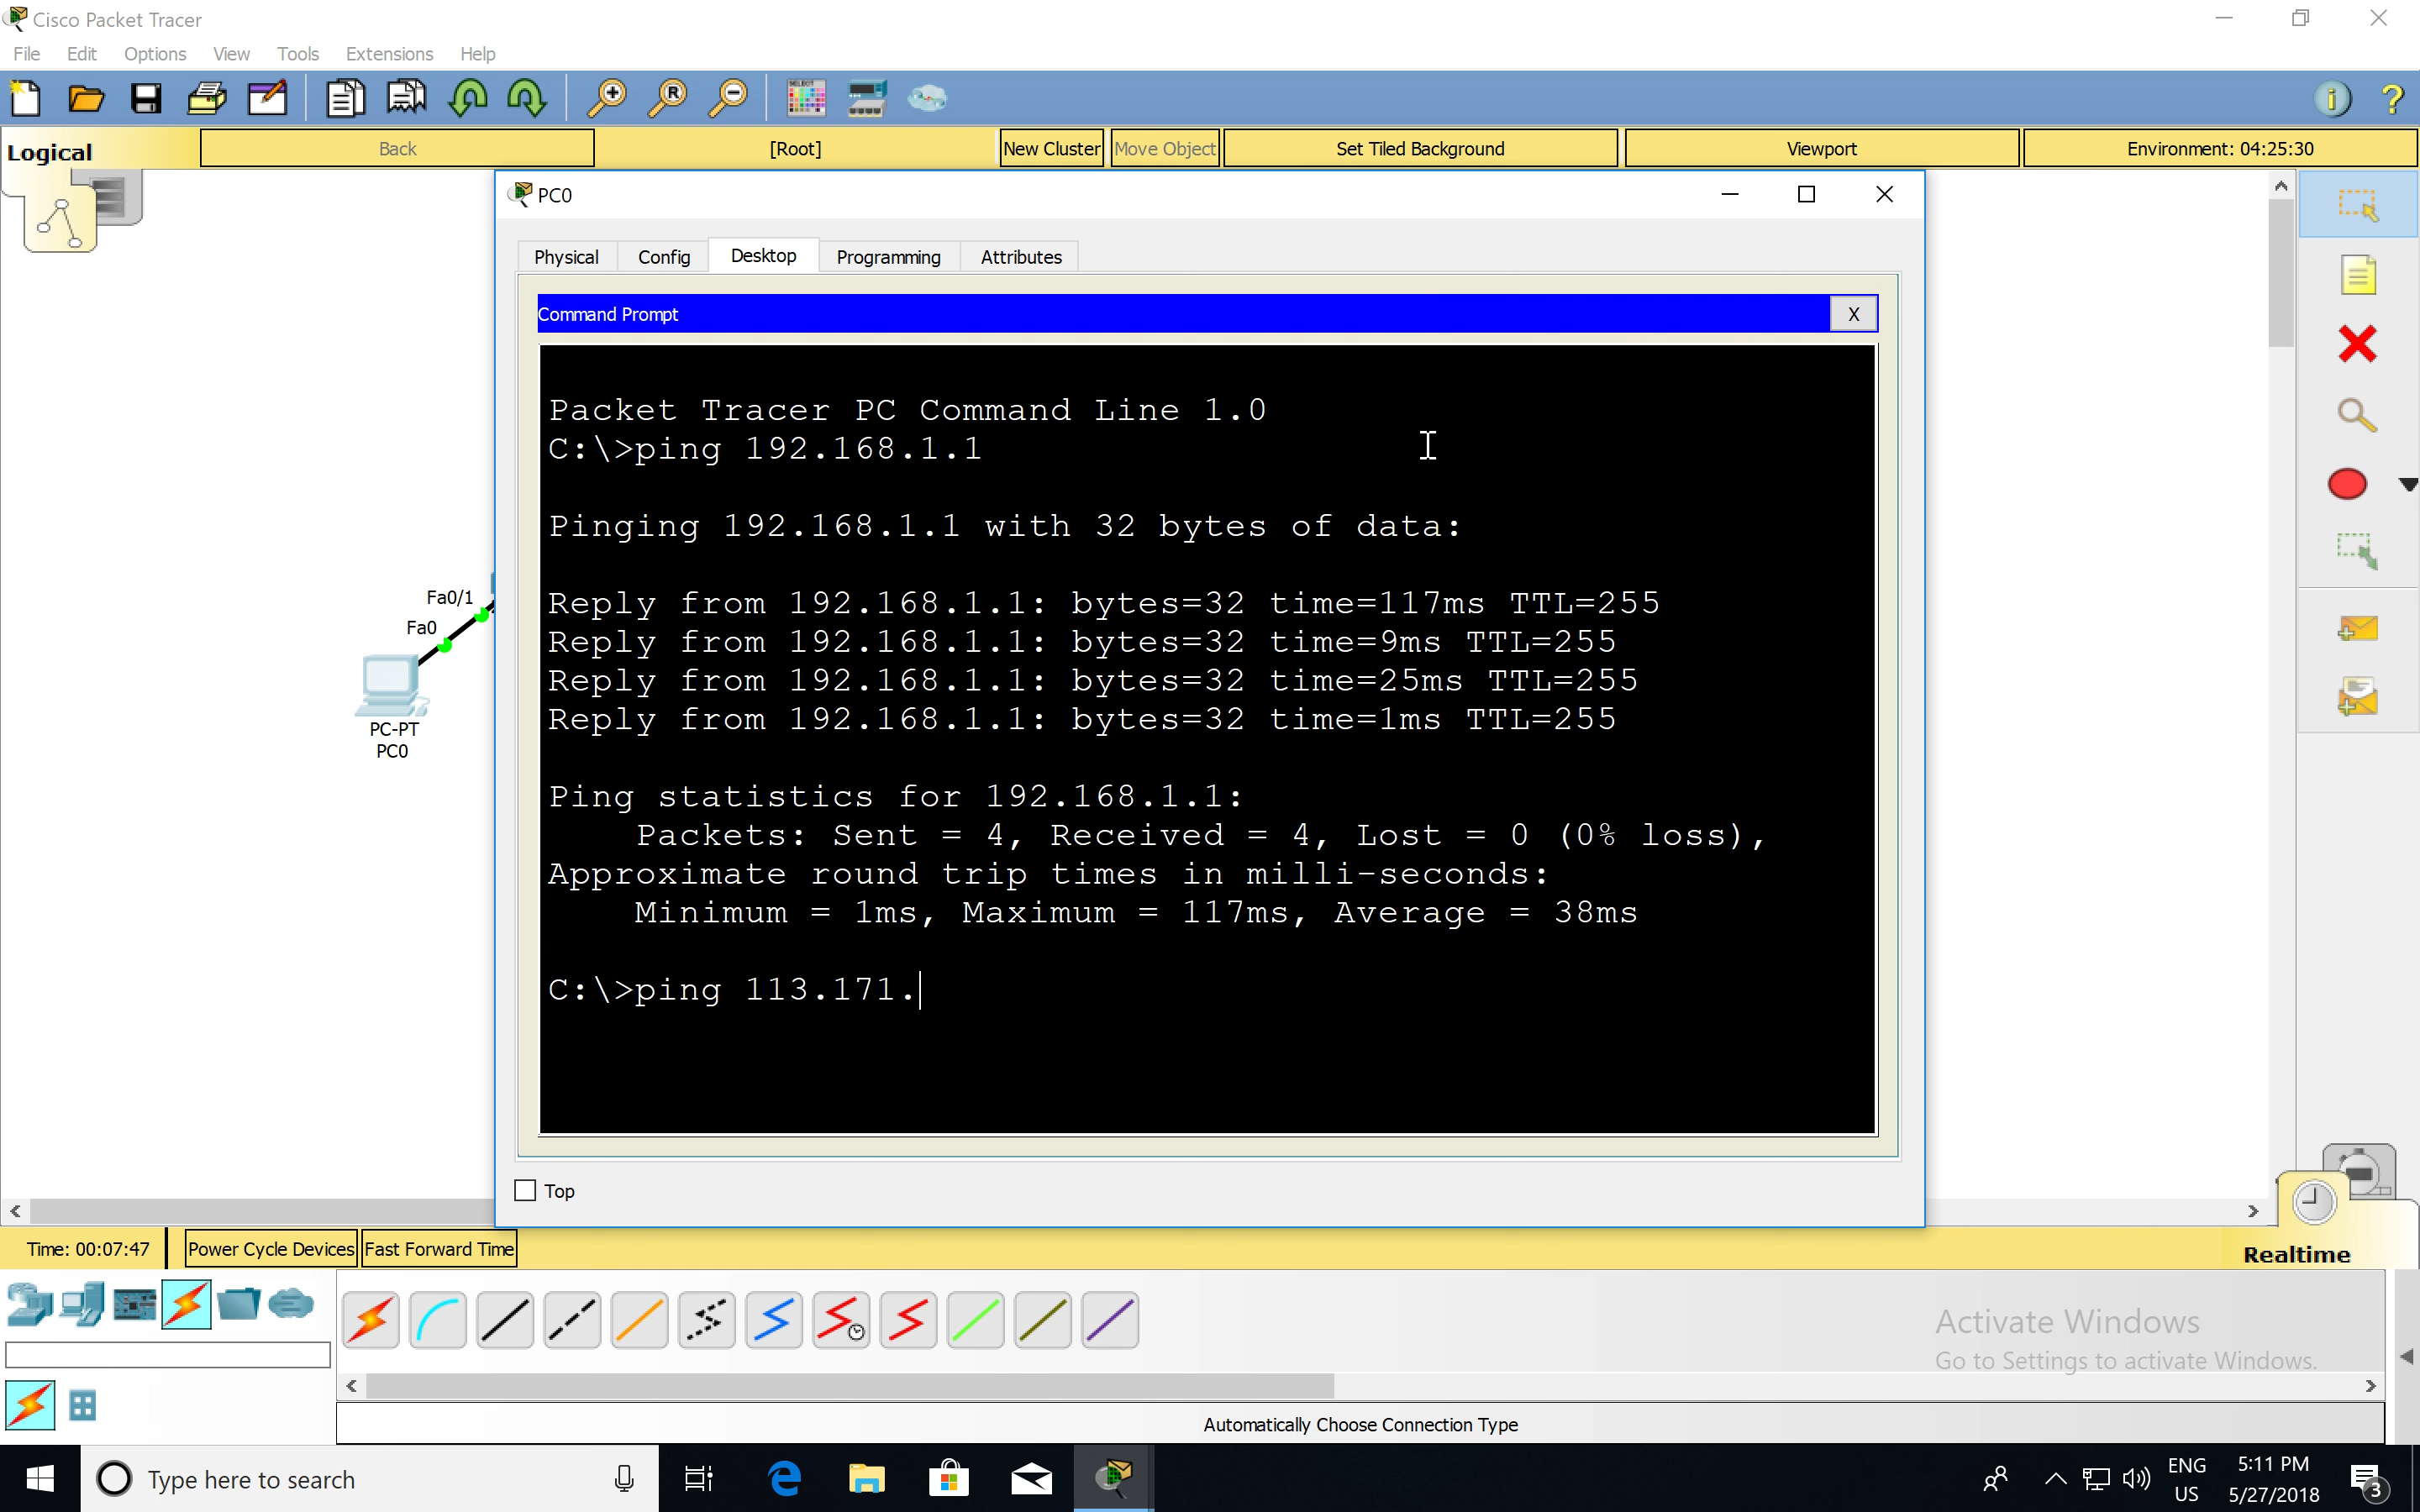 Cisco Packet Tracer
File Edit Options View Tools Extensions Help
Logical Back [Root] New Cluster Move Object Set Tiled Background Viewport Environment: 04:25:30
PC0
Physical Config Desktop Programming Attributes
Command Prompt X
Packet Tracer PC Command Line 1.0
C:\>ping 192.168.1.1
Pinging 192.168.1.1 with 32 bytes of data:
Reply from 192.168.1.1: bytes=32 time=117ms TTL=255
Reply from 192.168.1.1: bytes=32 time=9ms TTL=255
Reply from 192.168.1.1: bytes=32 time=25ms TTL=255
Reply from 192.168.1.1: bytes=32 time=1ms TTL=255
Ping statistics for 192.168.1.1:
Packets: Sent = 4, Received = 4, Lost = 0 (0% loss),
Approximate round trip times in milli-seconds:
Minimum = 1ms, Maximum = 117ms, Average = 38ms
C:\>ping 113.171.
Fa0/1
Fa0
PC-PT
PC0
Top
Time: 00:07:47 Power Cycle Devices Fast Forward Time Realtime
Activate Windows
Go to Settings to activate Windows.
Automatically Choose Connection Type
Type here to search
ENG
US
5:11 PM
5/27/2018
3